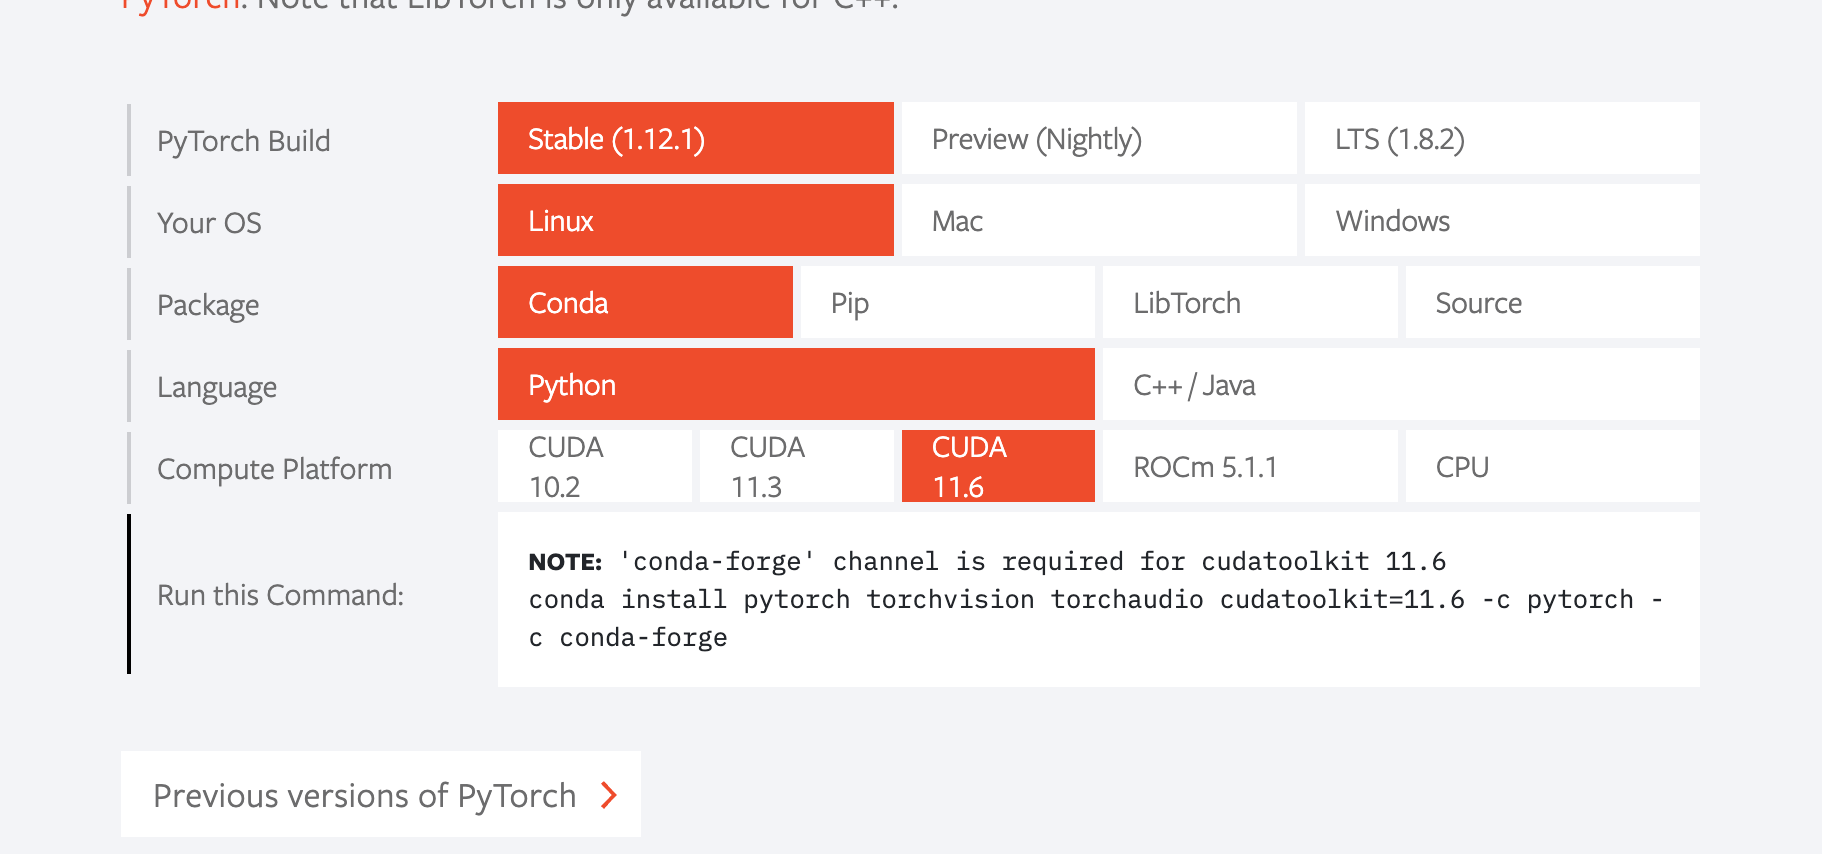 PyTorch. Note that LibTorch is only available for C++.
PyTorch Build
Stable (1.12.1)
Preview (Nightly)
LTS (1.8.2)
Your OS
Linux
Mac
Windows
Package
Conda
Pip
LibTorch
Source
Language
Python
C++ / Java
Compute Platform
CUDA
10.2
CUDA
11.3
CUDA
11.6
ROCm 5.1.1
CPU
Run this Command:
NOTE: 'conda-forge' channel is required for cudatoolkit 11.6
conda install pytorch torchvision torchaudio cudatoolkit=11.6 -c pytorch -
c conda-forge
Previous versions of PyTorch